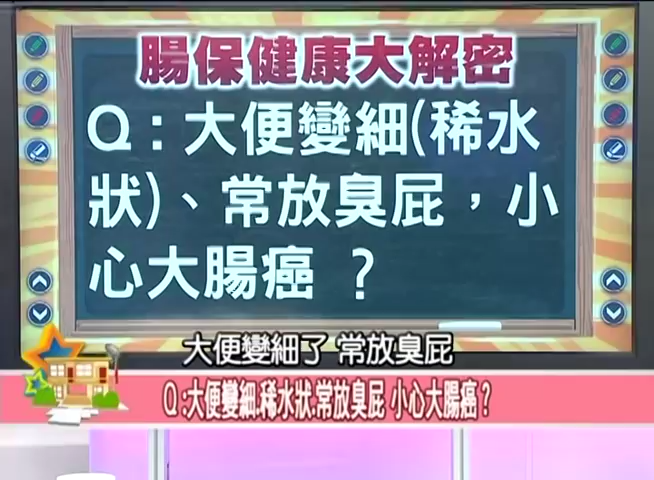 腸保健康大解密
Q：大便變細(稀水
狀)、常放臭屁，小
心大腸癌 ？
大便變細了 常放臭屁
Q:大便變細.稀水狀.常放臭屁 小心大腸癌？